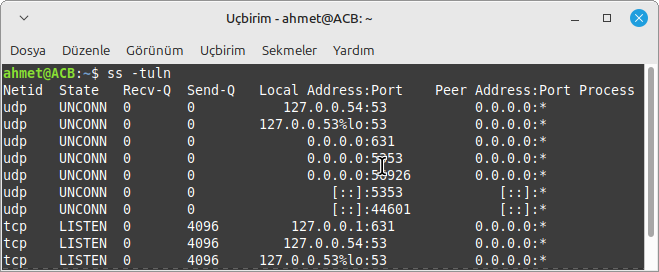 Uçbirim - ahmet@ACB: ~
Dosya Düzenle Görünüm Uçbirim Sekmeler Yardım
ahmet@ACB:~$ ss -tuln
Netid State Recv-Q Send-Q Local Address:Port Peer Address:Port Process
udp UNCONN 0 0 127.0.0.54:53 0.0.0.0:*
udp UNCONN 0 0 127.0.0.53%lo:53 0.0.0.0:*
udp UNCONN 0 0 0.0.0.0:631 0.0.0.0:*
udp UNCONN 0 0 0.0.0.0:5353 0.0.0.0:*
udp UNCONN 0 0 0.0.0.0:*
udp UNCONN 0 0 [::]:5353 [::]:*
udp UNCONN 0 0 [::]:44601 [::]:*
tcp LISTEN 0 4096 127.0.0.1:631 0.0.0.0:*
tcp LISTEN 0 4096 127.0.0.54:53 0.0.0.0:*
tcp LISTEN 0 4096 127.0.0.53%lo:53 0.0.0.0:*